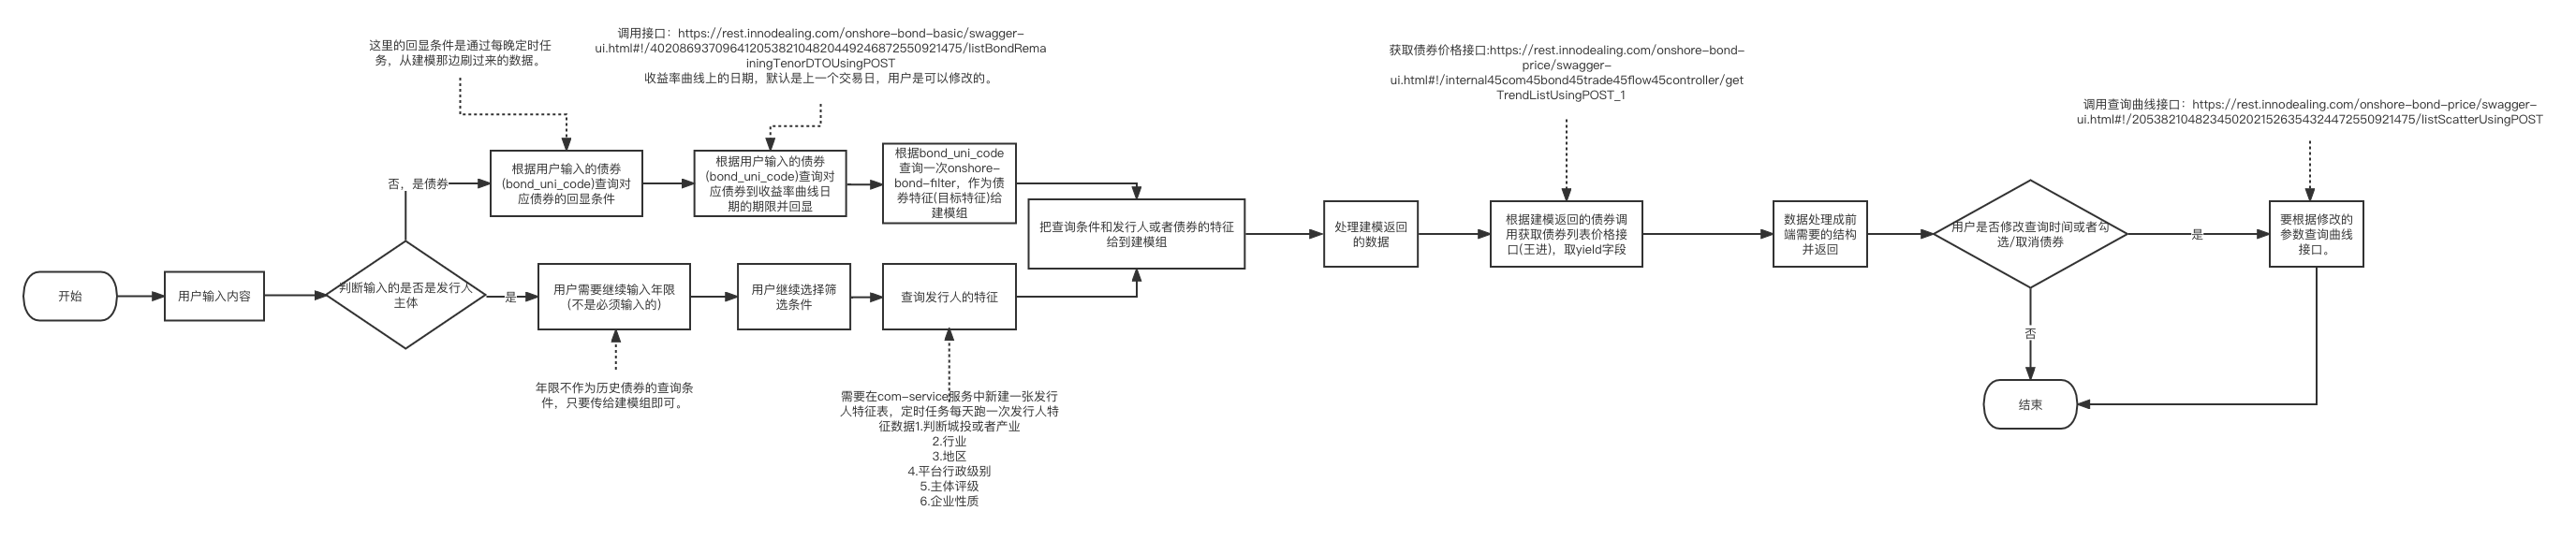 这里的回显条件是通过每晚定时任
务，从建模那边刷过来的数据。
调用接口：https://rest.innodealing.com/onshore-bond-basic/swagger-
ui.html#!/40208693709641205382104820449246872550921475/listBondRema
iningTenorDTOUsingPOST
收益率曲线上的日期，默认是上一个交易日，用户是可以修改的。
获取债券价格接口:https://rest.innodealing.com/onshore-bond-
price/swagger-
ui.html#!/internal45com45bond45trade45flow45controller/get
TrendListUsingPOST_1
调用查询曲线接口：https://rest.innodealing.com/onshore-bond-price/swagger-
ui.html#!/20538210482345020215263543244725509​21475/listScatterUsingPOST
否，是债券
根据用户输入的债券
(bond_uni_code)查询对
应债券的回显条件
根据用户输入的债券
(bond_uni_code)查询对
应债券到收益率曲线日
期的期限并回显
根据bond_uni_code
查询一次onshore-
bond-filter，作为债
券特征(目标特征)给
建模组
把查询条件和发行人或者债券的特征
给到建模组
处理建模返回
的数据
根据建模返回的债券调
用获取债券列表价格接
口(王进)，取yield字段
数据处理成前
端需要的结构
并返回
用户是否修改查询时间或者勾
选/取消债券
是
要根据修改的
参数查询曲线
接口。
开始
用户输入内容
判断输入的是否是发行人
主体
是
用户需要继续输入年限
(不是必须输入的)
用户继续选择筛
选条件
查询发行人的特征
否
结束
年限不作为历史债券的查询条
件，只要传给建模组即可。
需要在com-service服务中新建一张发行
人特征表，定时任务每天跑一次发行人特
征数据1.判断城投或者产业
2.行业
3.地区
4.平台行政级别
5.主体评级
6.企业性质